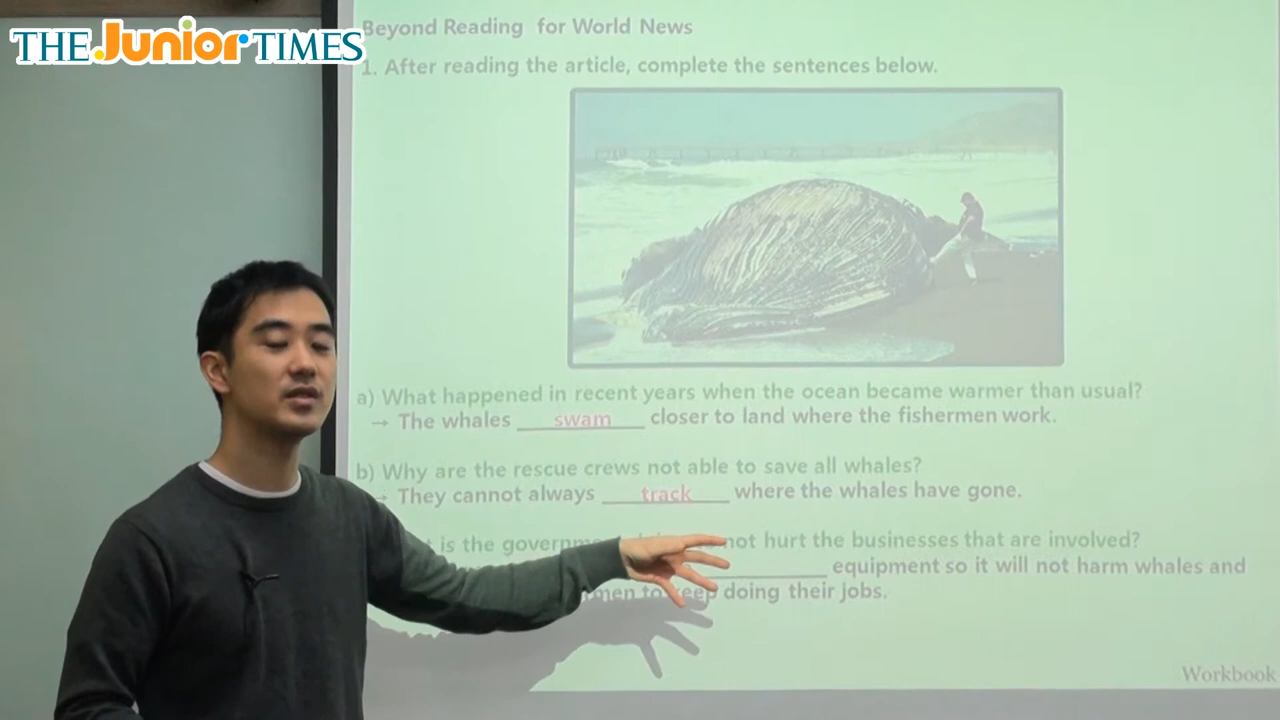 THE Junior TIMES
Beyond Reading for World News
1. After reading the article, complete the sentences below.
a) What happened in recent years when the ocean became warmer than usual?
→ The whales swam closer to land where the fishermen work.
b) Why are the rescue crews not able to save all whales?
→ They cannot always track where the whales have gone.
is the not hurt the businesses that are involved?
equipment so it will not harm whales and
to keep doing their jobs.
Workbook